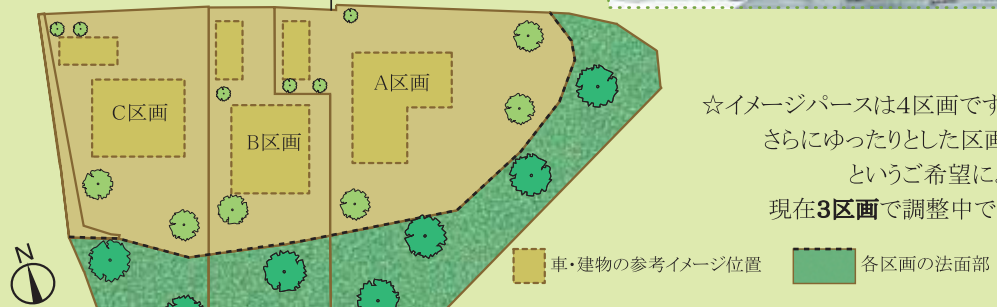 A区画
C区画
B区画
☆イメージパースは4区画です
さらにゆったりとした区画
というご希望に
現在3区画で調整中で
N
車・建物の参考イメージ位置
各区画の法面部